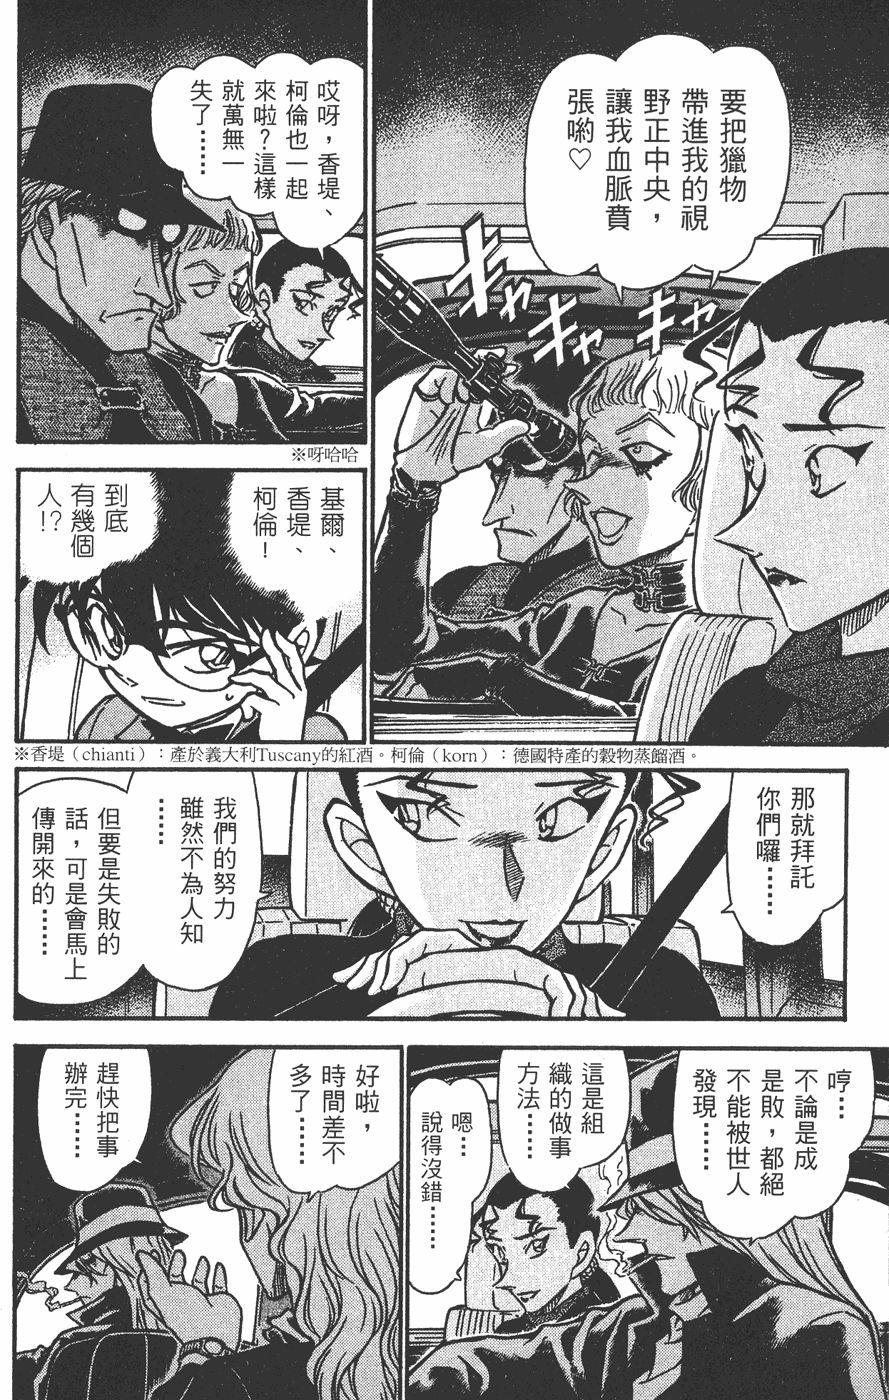 要把獵物
帶進我的視
野正中央，
讓我血脈賁
張喲♡
キャ
キャ
キャ
哎呀，香堤、
柯倫也一起
來啦？這樣
就萬無一
失了……
※呀哈哈
基爾、
香堤、
柯倫！
到底
有幾個
人!?
※香堤（chianti）：產於義大利Tuscany的紅酒。柯倫（korn）：德國特產的穀物蒸餾酒。
那就拜託
你們囉……
我們的努力
雖然不為人知
……
但要是失敗的
話，可是會馬上
傳開來的……
哼…
不論是成
是敗，都絕
不能被世人
發現……
這是組
織的做事
方法……
嗯…
說得沒錯……
好啦，
時間差不
多了……
趕快把事
辦完……